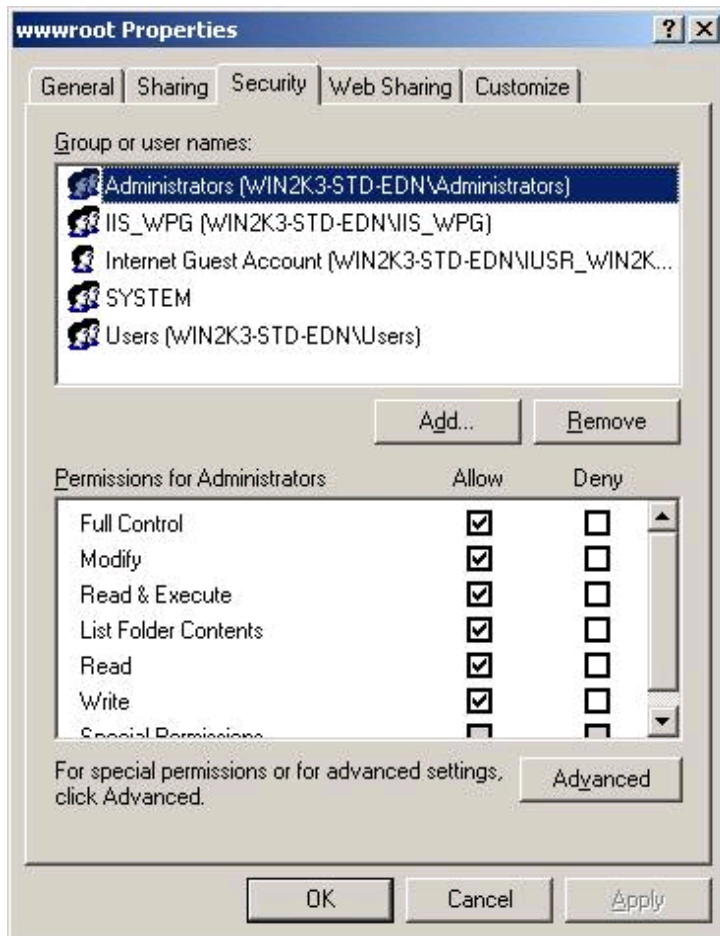 wwwroot Properties
General Sharing Security Web Sharing Customize
Group or user names:
Administrators (WIN2K3-STD-EDN\Administrators)
IIS_WPG (WIN2K3-STD-EDN\IIS_WPG)
Internet Guest Account (WIN2K3-STD-EDN\IUSR_WIN2K...
SYSTEM
Users (WIN2K3-STD-EDN\Users)
Add... Remove
Permissions for Administrators Allow Deny
Full Control
Modify
Read & Execute
List Folder Contents
Read
Write
Special Permissions
For special permissions or for advanced settings,
click Advanced.
Advanced
OK Cancel Apply